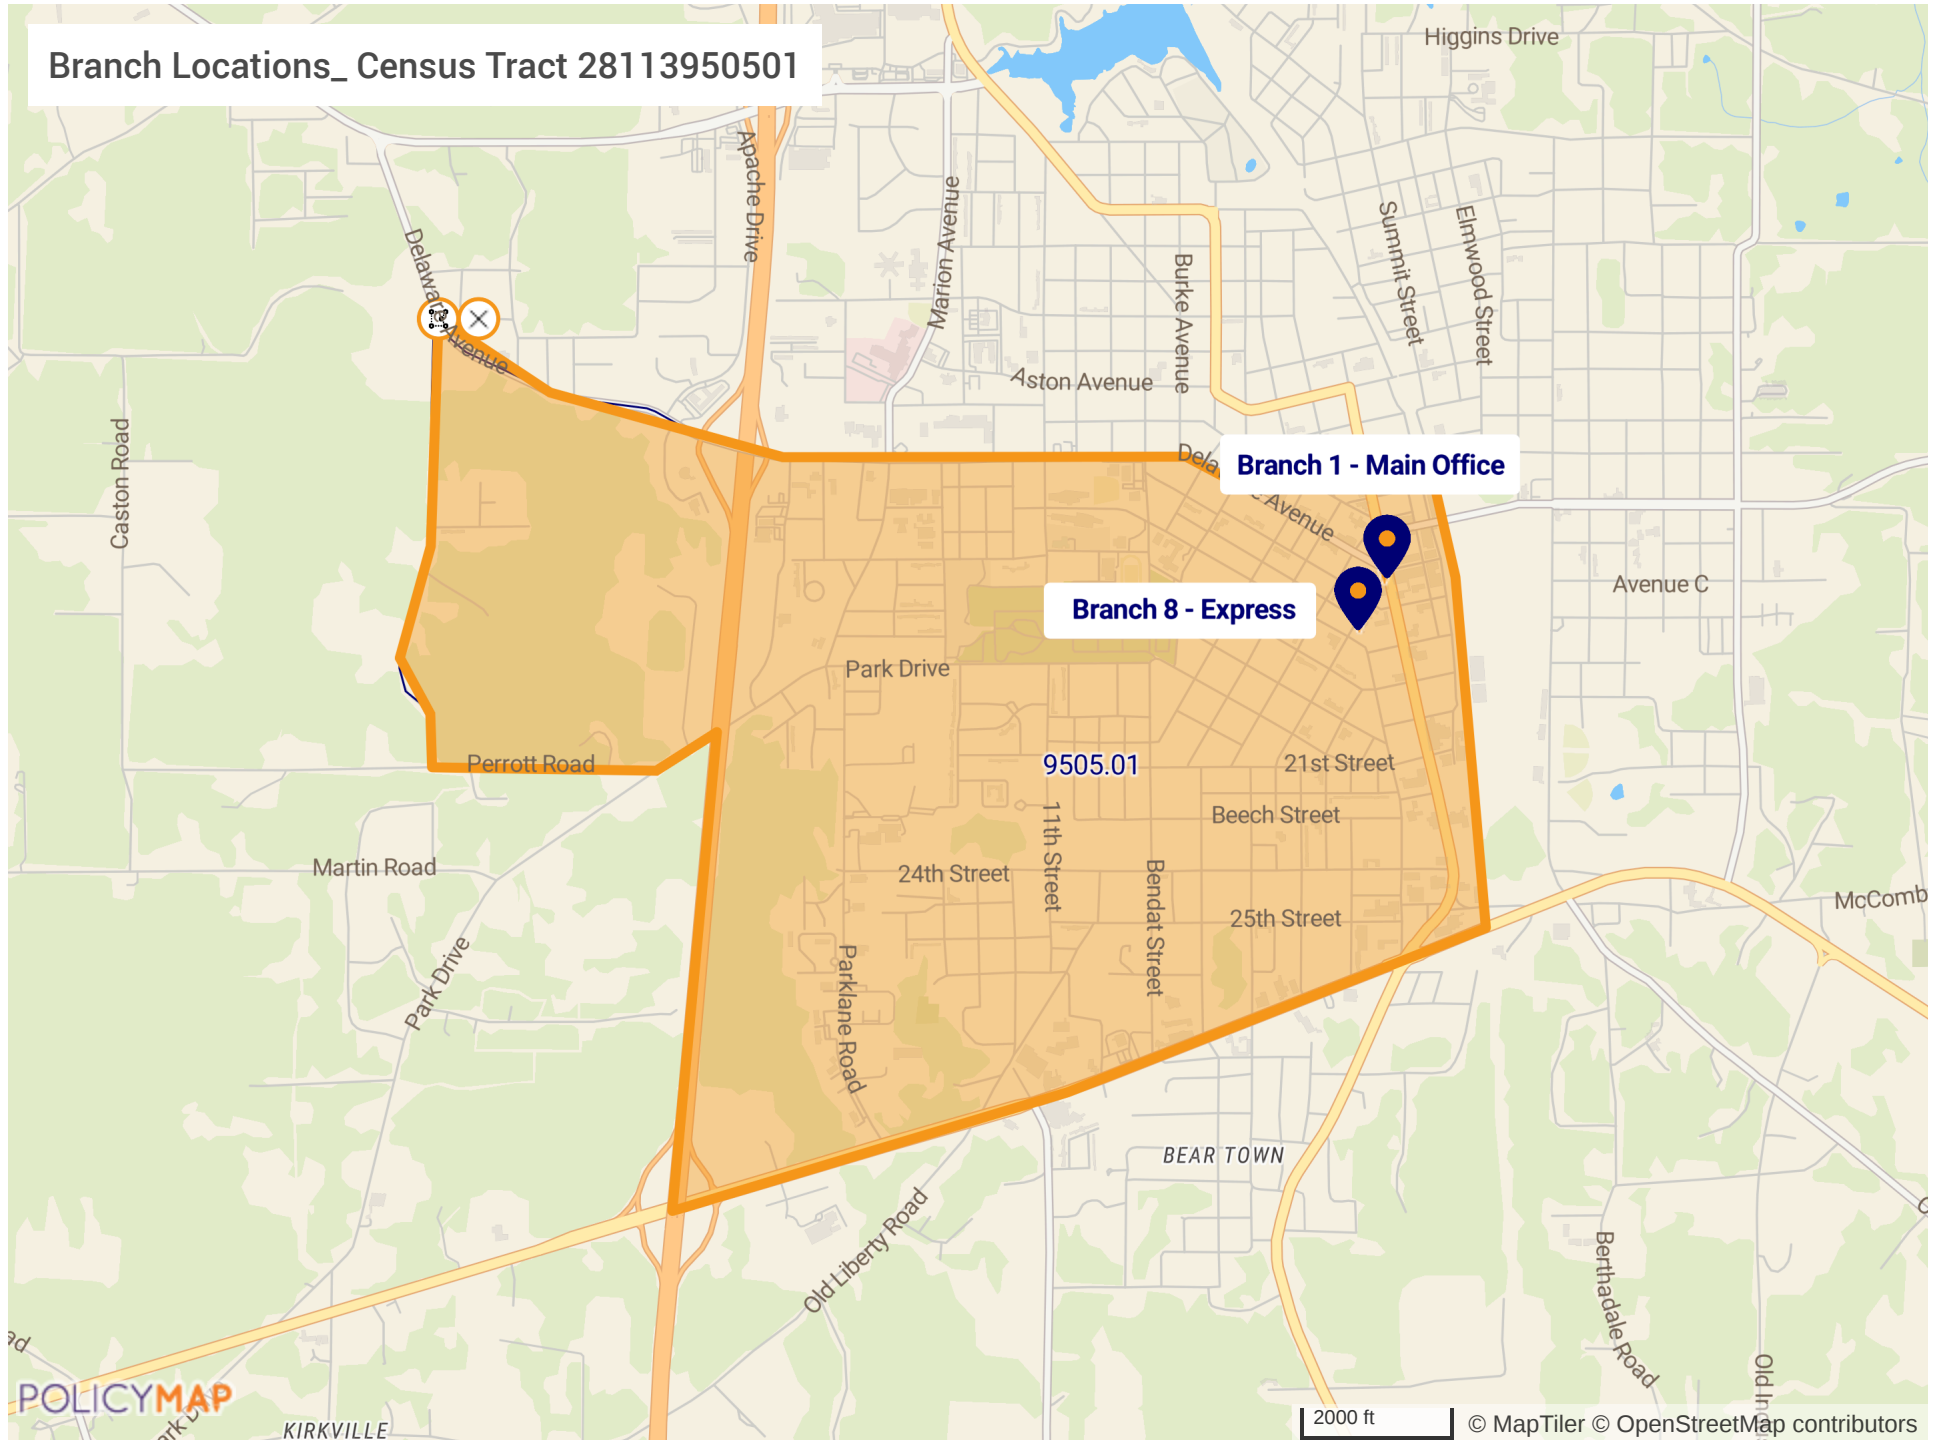 Higgins Drive
Branch Locations_ Census Tract 28113950501
Apache Drive
Marion Avenue
Summit Street
Elmwood Street
Delaware Avenue
Burke Avenue
Aston Avenue
Caston Road
Branch 1 - Main Office
Avenue
Avenue C
Branch 8 - Express
Park Drive
Perrott Road
9505.01
21st Street
Beech Street
11th Street
Martin Road
24th Street
Bendat Street
25th Street
McComb
Park Drive
Parklane Road
BEAR TOWN
Old Liberty Road
Berthadale Road
POLICYMAP
KIRKVILLE
2000 ft
© MapTiler © OpenStreetMap contributors